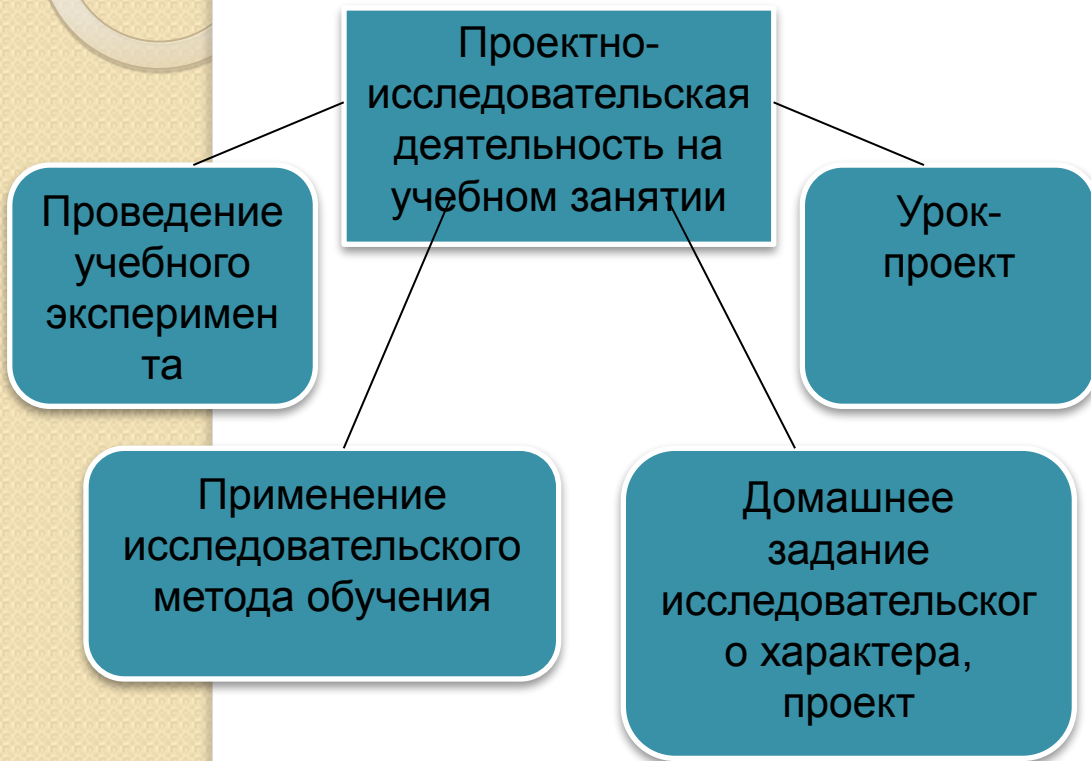 Проектно-
исследовательская
деятельность на
учебном занятии
Проведение
учебного
эксперимен
та
Урок-
проект
Применение
исследовательского
метода обучения
Домашнее
задание
исследовательског
о характера,
проект